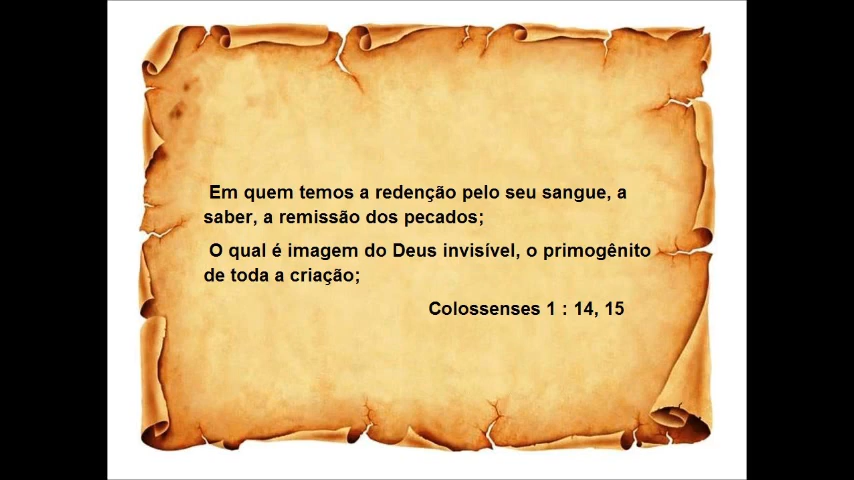 Em quem temos a redenção pelo seu sangue, a
saber, a remissão dos pecados;
O qual é imagem do Deus invisível, o primogênito
de toda a criação;
Colossenses 1 : 14, 15